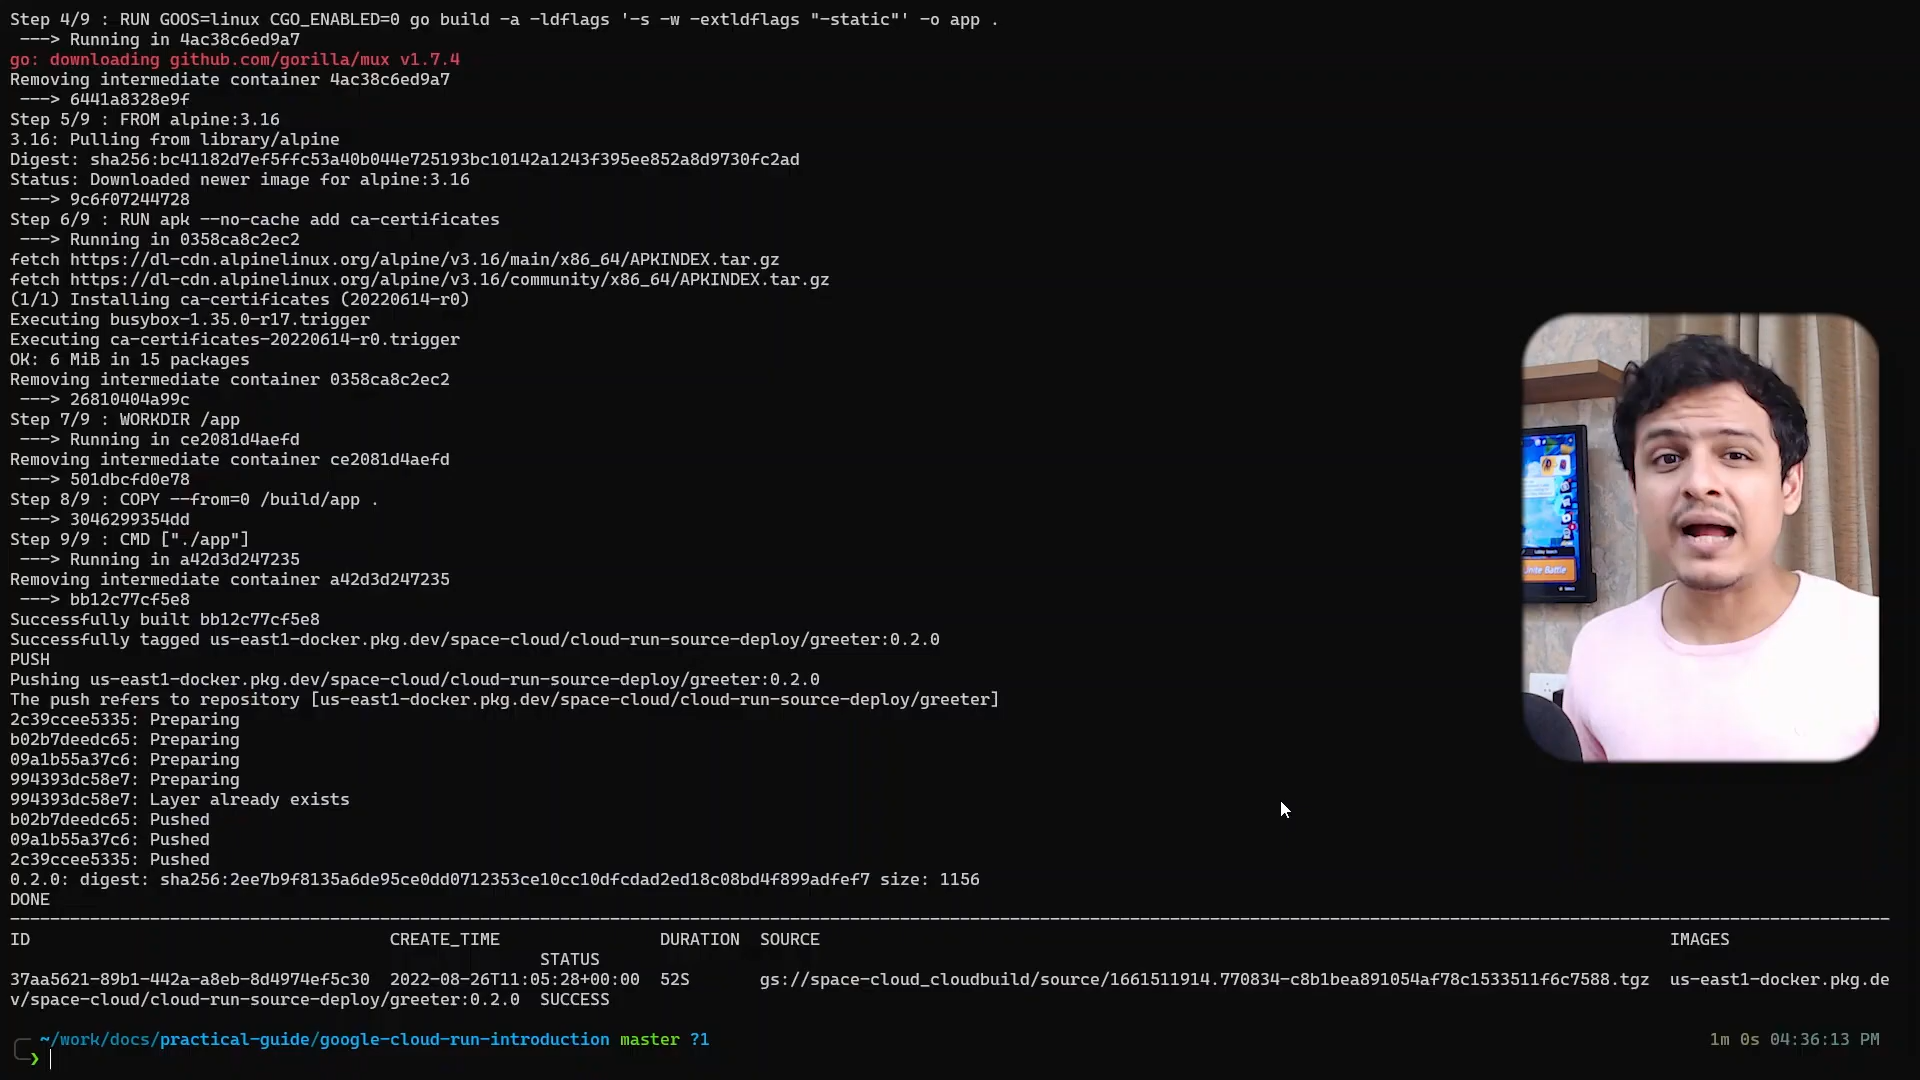 Step 4/9 : RUN GOOS=linux CGO_ENABLED=0 go build -a -ldflags '-s -w -extldflags "-static"' -o app .
 ---> Running in 4ac38c6ed9a7
go: downloading github.com/gorilla/mux v1.7.4
Removing intermediate container 4ac38c6ed9a7
 ---> 6441a8328e9f
Step 5/9 : FROM alpine:3.16
3.16: Pulling from library/alpine
Digest: sha256:bc41182d7ef5ffc53a40b044e725193bc10142a1243f395ee852a8d9730fc2ad
Status: Downloaded newer image for alpine:3.16
 ---> 9c6f07244728
Step 6/9 : RUN apk --no-cache add ca-certificates
 ---> Running in 0358ca8c2ec2
fetch https://dl-cdn.alpinelinux.org/alpine/v3.16/main/x86_64/APKINDEX.tar.gz
fetch https://dl-cdn.alpinelinux.org/alpine/v3.16/community/x86_64/APKINDEX.tar.gz
(1/1) Installing ca-certificates (20220614-r0)
Executing busybox-1.35.0-r17.trigger
Executing ca-certificates-20220614-r0.trigger
OK: 6 MiB in 15 packages
Removing intermediate container 0358ca8c2ec2
 ---> 26810404a99c
Step 7/9 : WORKDIR /app
 ---> Running in ce2081d4aefd
Removing intermediate container ce2081d4aefd
 ---> 501dbcfd0e78
Step 8/9 : COPY --from=0 /build/app .
 ---> 3046299354dd
Step 9/9 : CMD ["./app"]
 ---> Running in a42d3d247235
Removing intermediate container a42d3d247235
 ---> bb12c77cf5e8
Successfully built bb12c77cf5e8
Successfully tagged us-east1-docker.pkg.dev/space-cloud/cloud-run-source-deploy/greeter:0.2.0
PUSH
Pushing us-east1-docker.pkg.dev/space-cloud/cloud-run-source-deploy/greeter:0.2.0
The push refers to repository [us-east1-docker.pkg.dev/space-cloud/cloud-run-source-deploy/greeter]
2c39ccee5335: Preparing
b02b7deedc65: Preparing
09a1b55a37c6: Preparing
994393dc58e7: Preparing
994393dc58e7: Layer already exists
b02b7deedc65: Pushed
09a1b55a37c6: Pushed
2c39ccee5335: Pushed
0.2.0: digest: sha256:2ee7b9f8135a6de95ce0dd0712353ce10cc10dfcdad2ed18c08bd4f899adfef7 size: 1156
DONE
ID CREATE_TIME DURATION SOURCE IMAGES
STATUS
37aa5621-89b1-442a-a8eb-8d4974ef5c30 2022-08-26T11:05:28+00:00 52S gs://space-cloud_cloudbuild/source/1661511914.770834-c8b1bea891054af78c1533511f6c7588.tgz us-east1-docker.pkg.de
v/space-cloud/cloud-run-source-deploy/greeter:0.2.0 SUCCESS
~/work/docs/practical-guide/google-cloud-run-introduction master ?1 1m 0s 04:36:13 PM
❯
Unite Battle